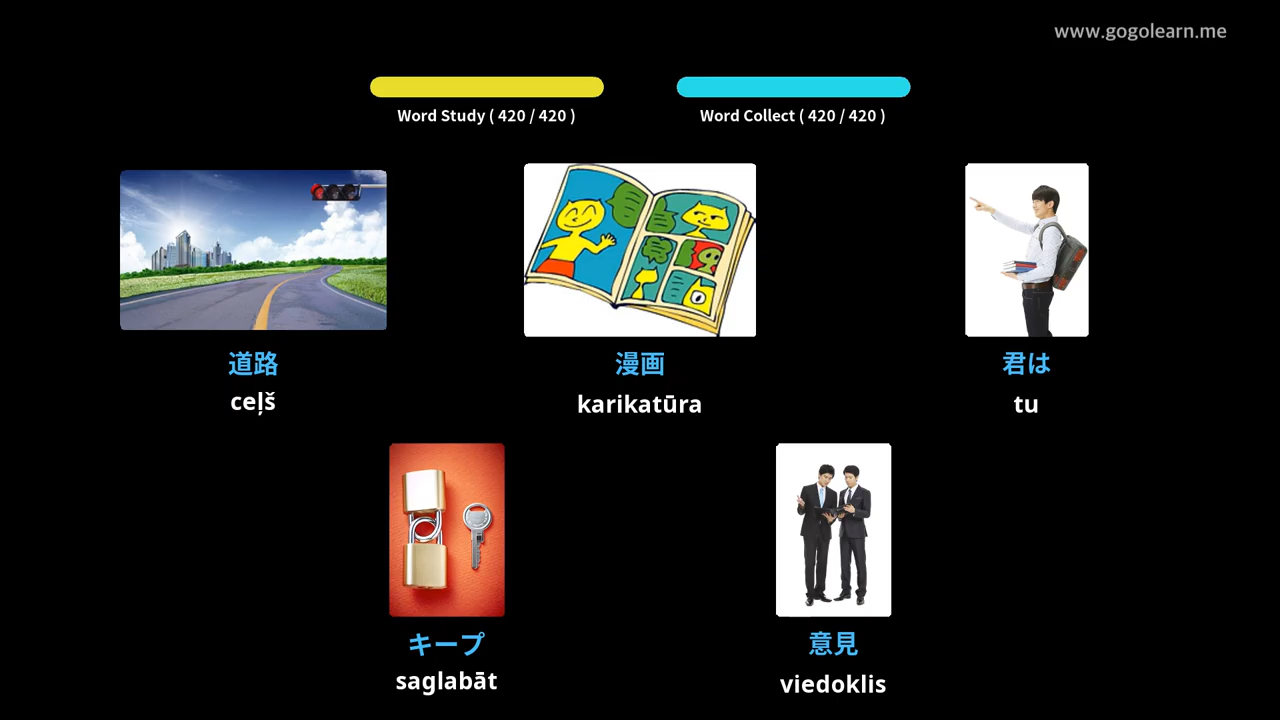 www.gogolearn.me
Word Study ( 420 / 420 )
Word Collect ( 420 / 420 )
道路
ceļš
漫画
karikatūra
君は
tu
キープ
saglabāt
意見
viedoklis